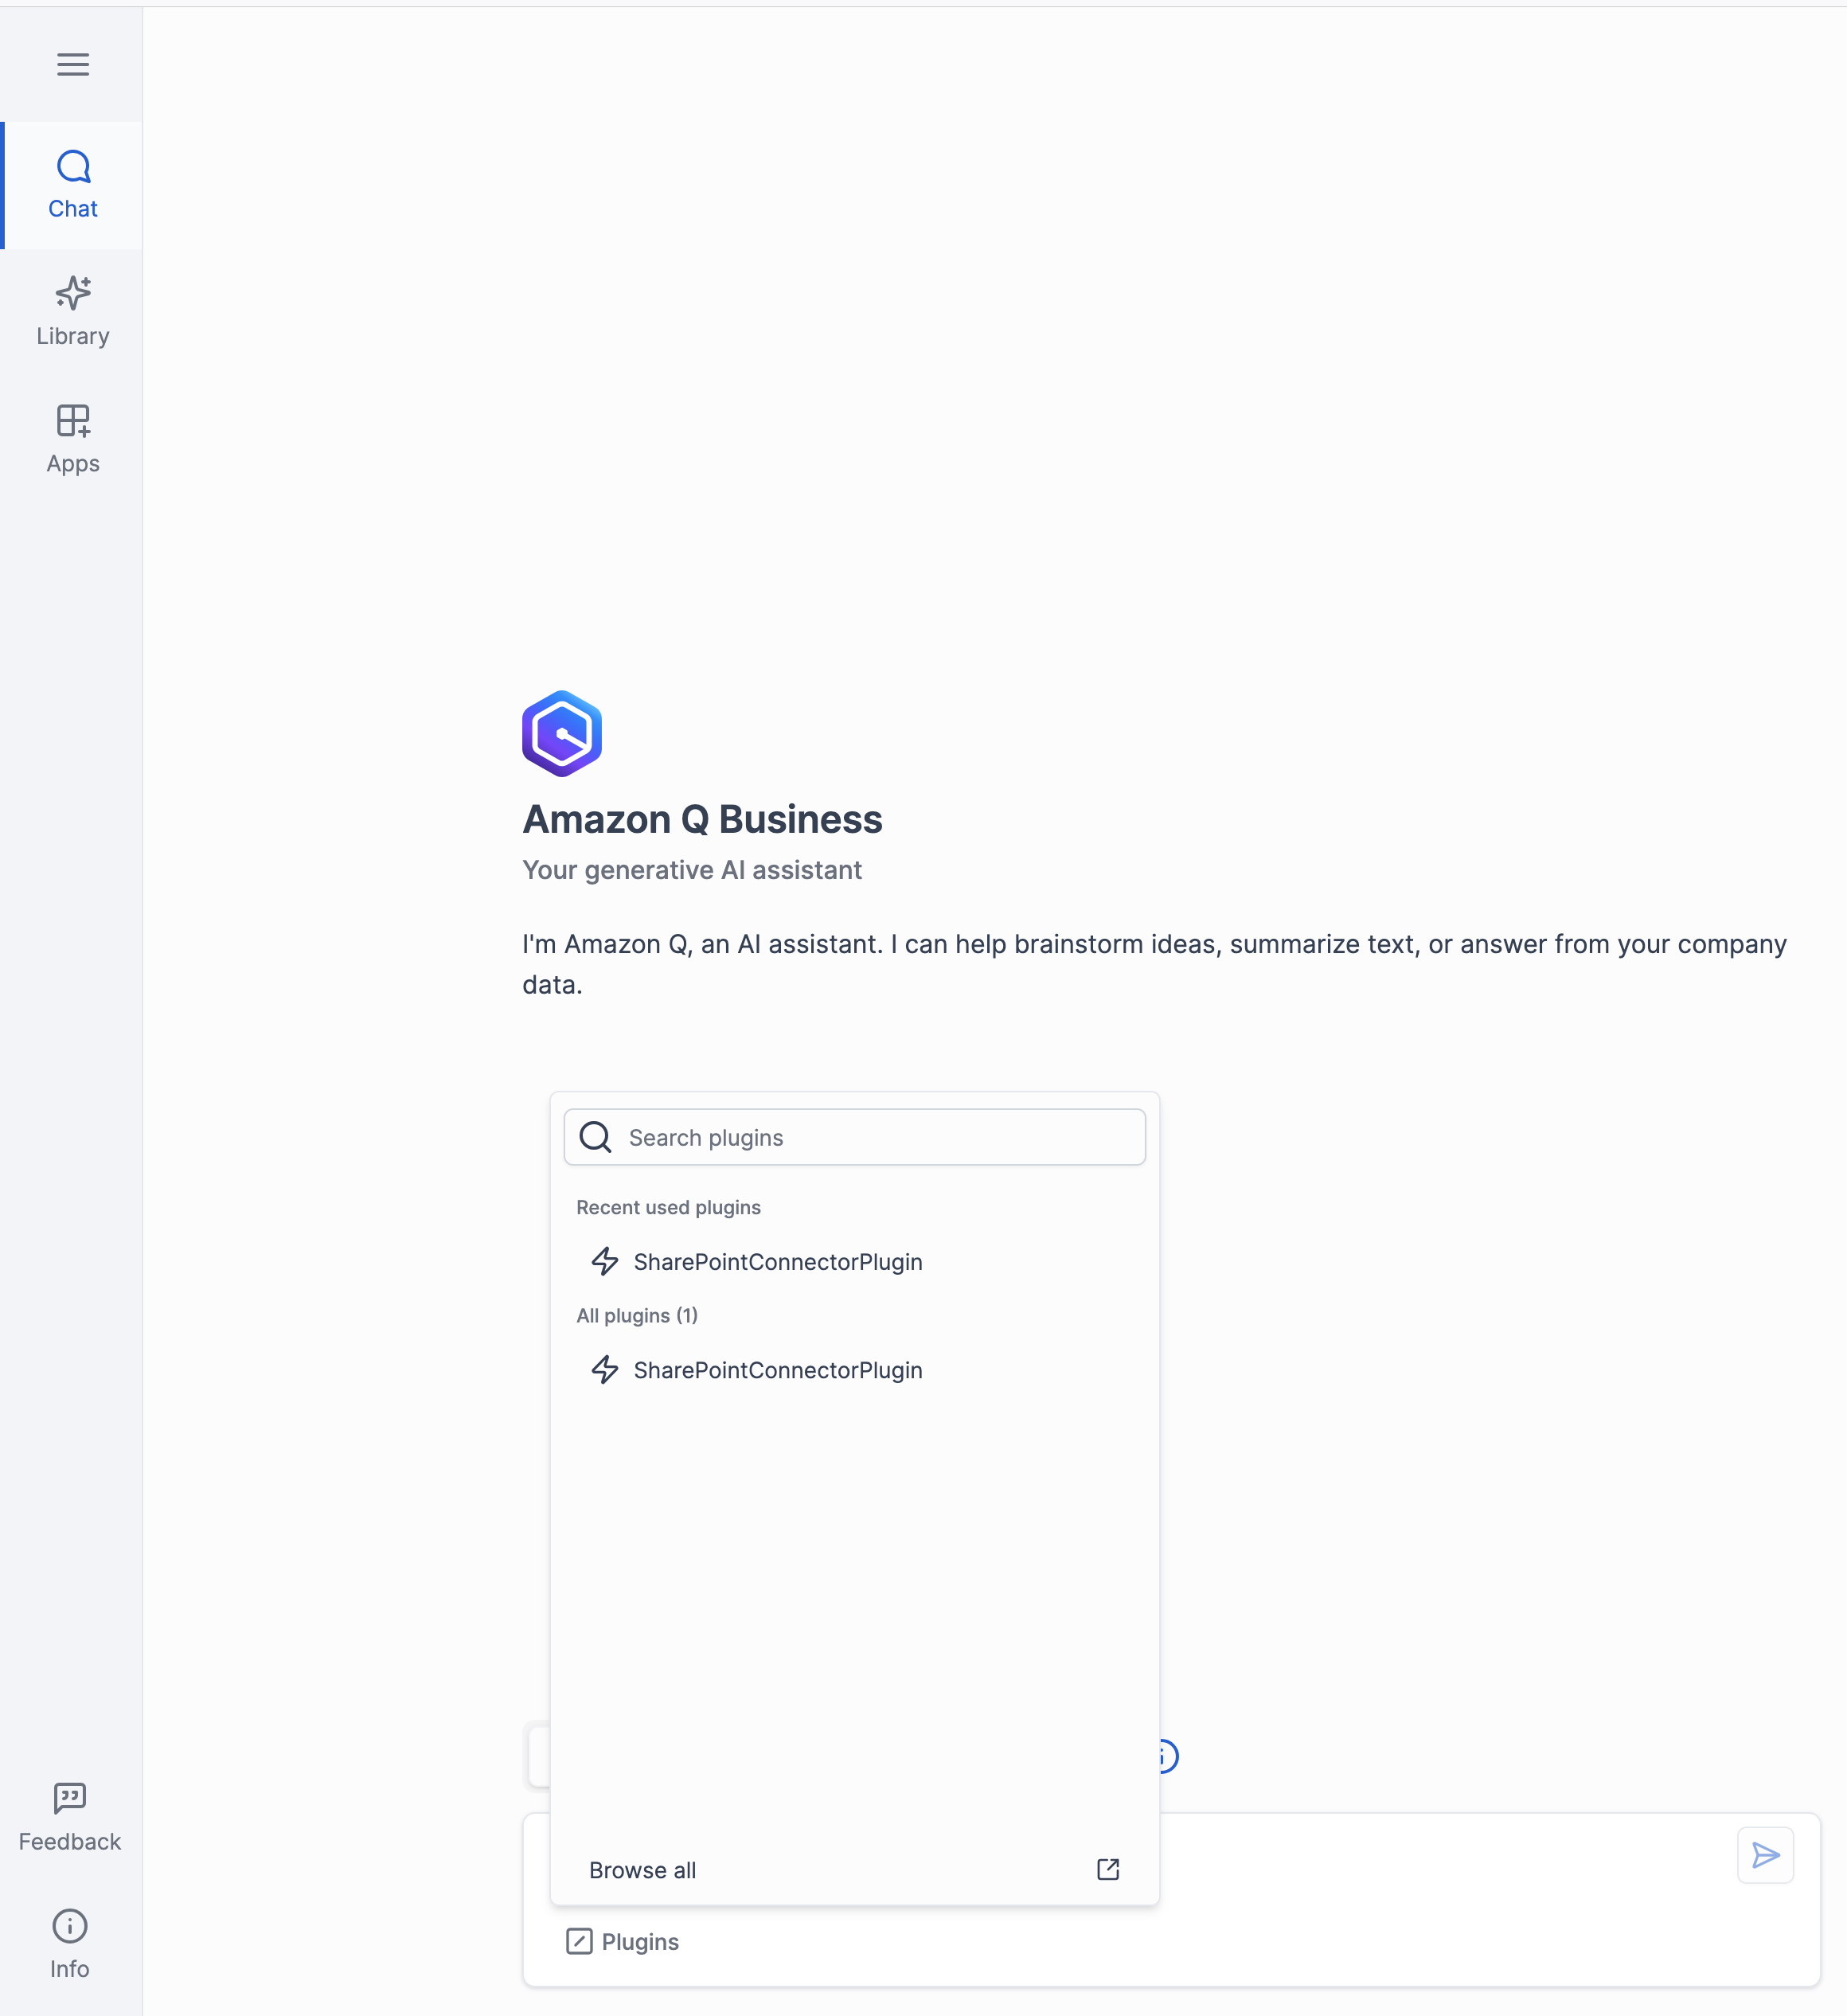 Chat
Library
Apps
Amazon Q Business
Your generative AI assistant
I'm Amazon Q, an AI assistant. I can help brainstorm ideas, summarize text, or answer from your company
data.
Search plugins
Recent used plugins
SharePointConnectorPlugin
All plugins (1)
SharePointConnectorPlugin
Browse all
Plugins
Feedback
Info